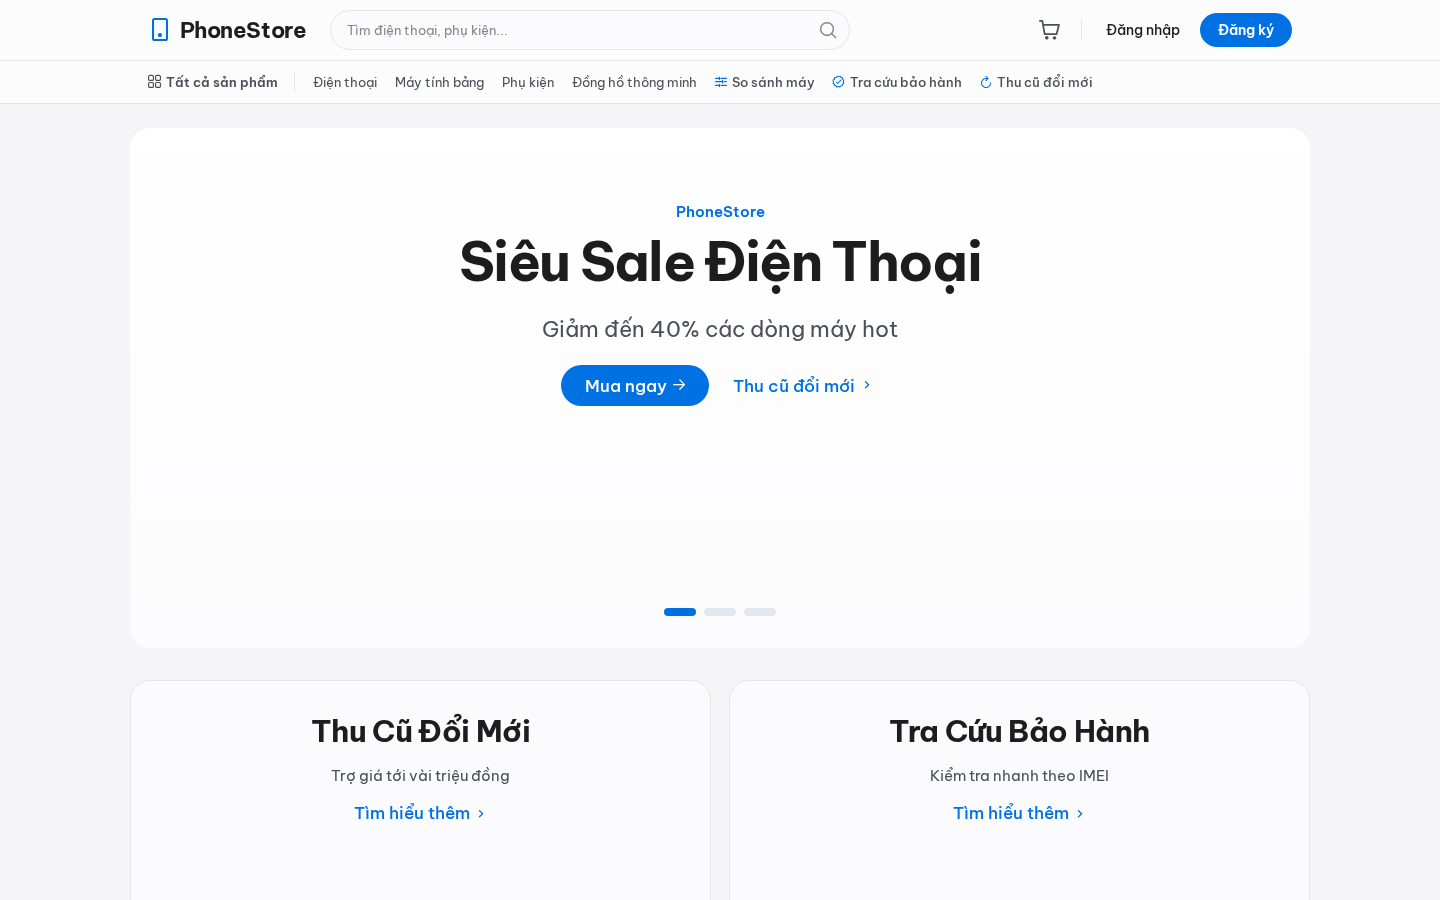 PhoneStore
Tìm điện thoại, phụ kiện...
Đăng nhập
Đăng ký
Tất cả sản phẩm
Điện thoại
Máy tính bảng
Phụ kiện
Đồng hồ thông minh
So sánh máy
Tra cứu bảo hành
Thu cũ đổi mới
PhoneStore
Siêu Sale Điện Thoại
Giảm đến 40% các dòng máy hot
Mua ngay
Thu cũ đổi mới
Thu Cũ Đổi Mới
Trợ giá tới vài triệu đồng
Tìm hiểu thêm
Tra Cứu Bảo Hành
Kiểm tra nhanh theo IMEI
Tìm hiểu thêm